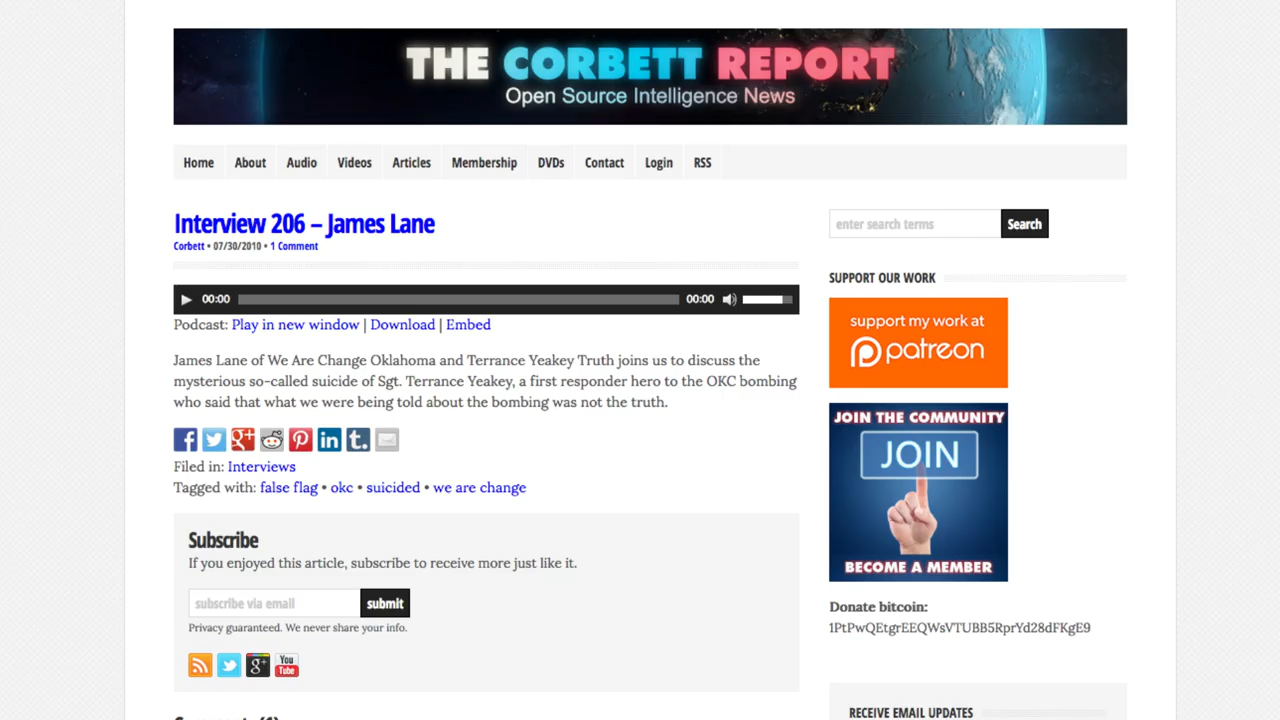 THE CORBETT REPORT
Open Source Intelligence News
Home About Audio Videos Articles Membership DVDs Contact Login RSS
Interview 206 – James Lane
Corbett • 07/30/2010 • 1 Comment
00:00 00:00
Podcast: Play in new window | Download | Embed
James Lane of We Are Change Oklahoma and Terrance Yeakey Truth joins us to discuss the
mysterious so-called suicide of Sgt. Terrance Yeakey, a first responder hero to the OKC bombing
who said that what we were being told about the bombing was not the truth.
Filed in: Interviews
Tagged with: false flag • okc • suicided • we are change
Subscribe
If you enjoyed this article, subscribe to receive more just like it.
subscribe via email submit
Privacy guaranteed. We never share your info.
You
Tube
enter search terms Search
SUPPORT OUR WORK
support my work at
patreon
JOIN THE COMMUNITY
JOIN
BECOME A MEMBER
Donate bitcoin:
1PtPwQEtgrEEQWsVTUBB5RprYd28dFKgE9
RECEIVE EMAIL UPDATES